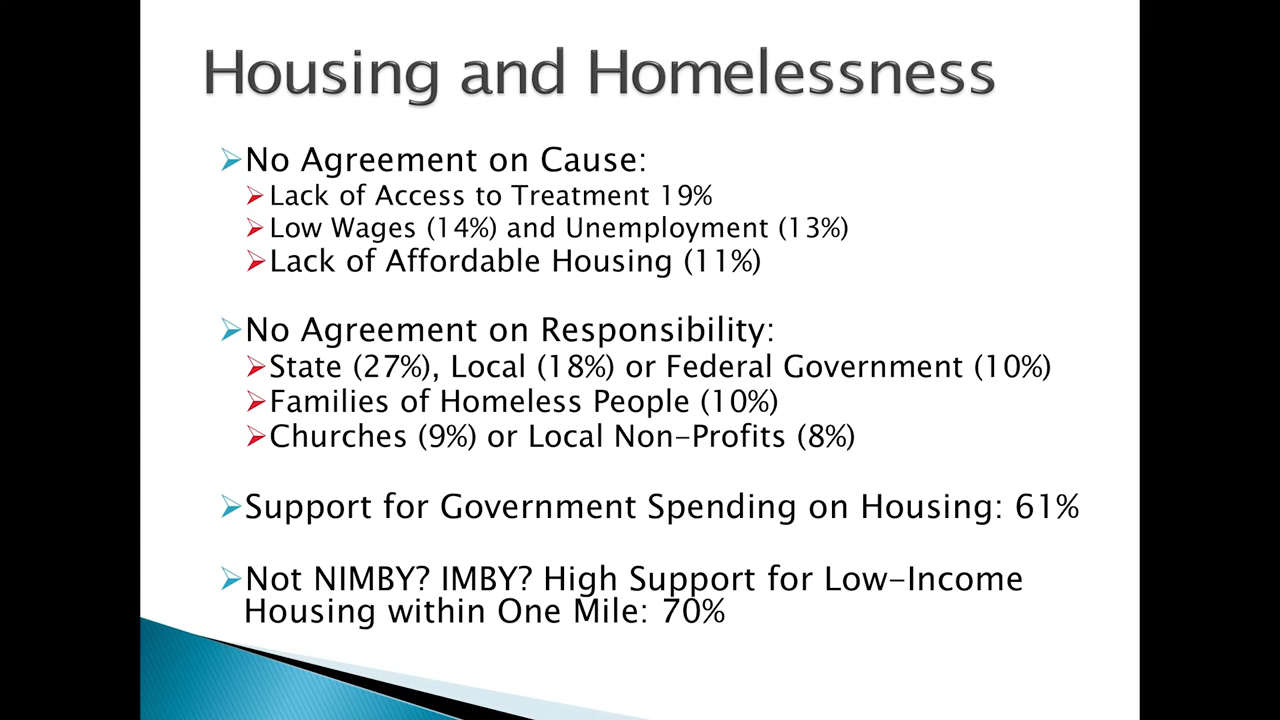 Housing and Homelessness
No Agreement on Cause:
Lack of Access to Treatment 19%
Low Wages (14%) and Unemployment (13%)
Lack of Affordable Housing (11%)
No Agreement on Responsibility:
State (27%), Local (18%) or Federal Government (10%)
Families of Homeless People (10%)
Churches (9%) or Local Non-Profits (8%)
Support for Government Spending on Housing: 61%
Not NIMBY? IMBY? High Support for Low-Income
Housing within One Mile: 70%